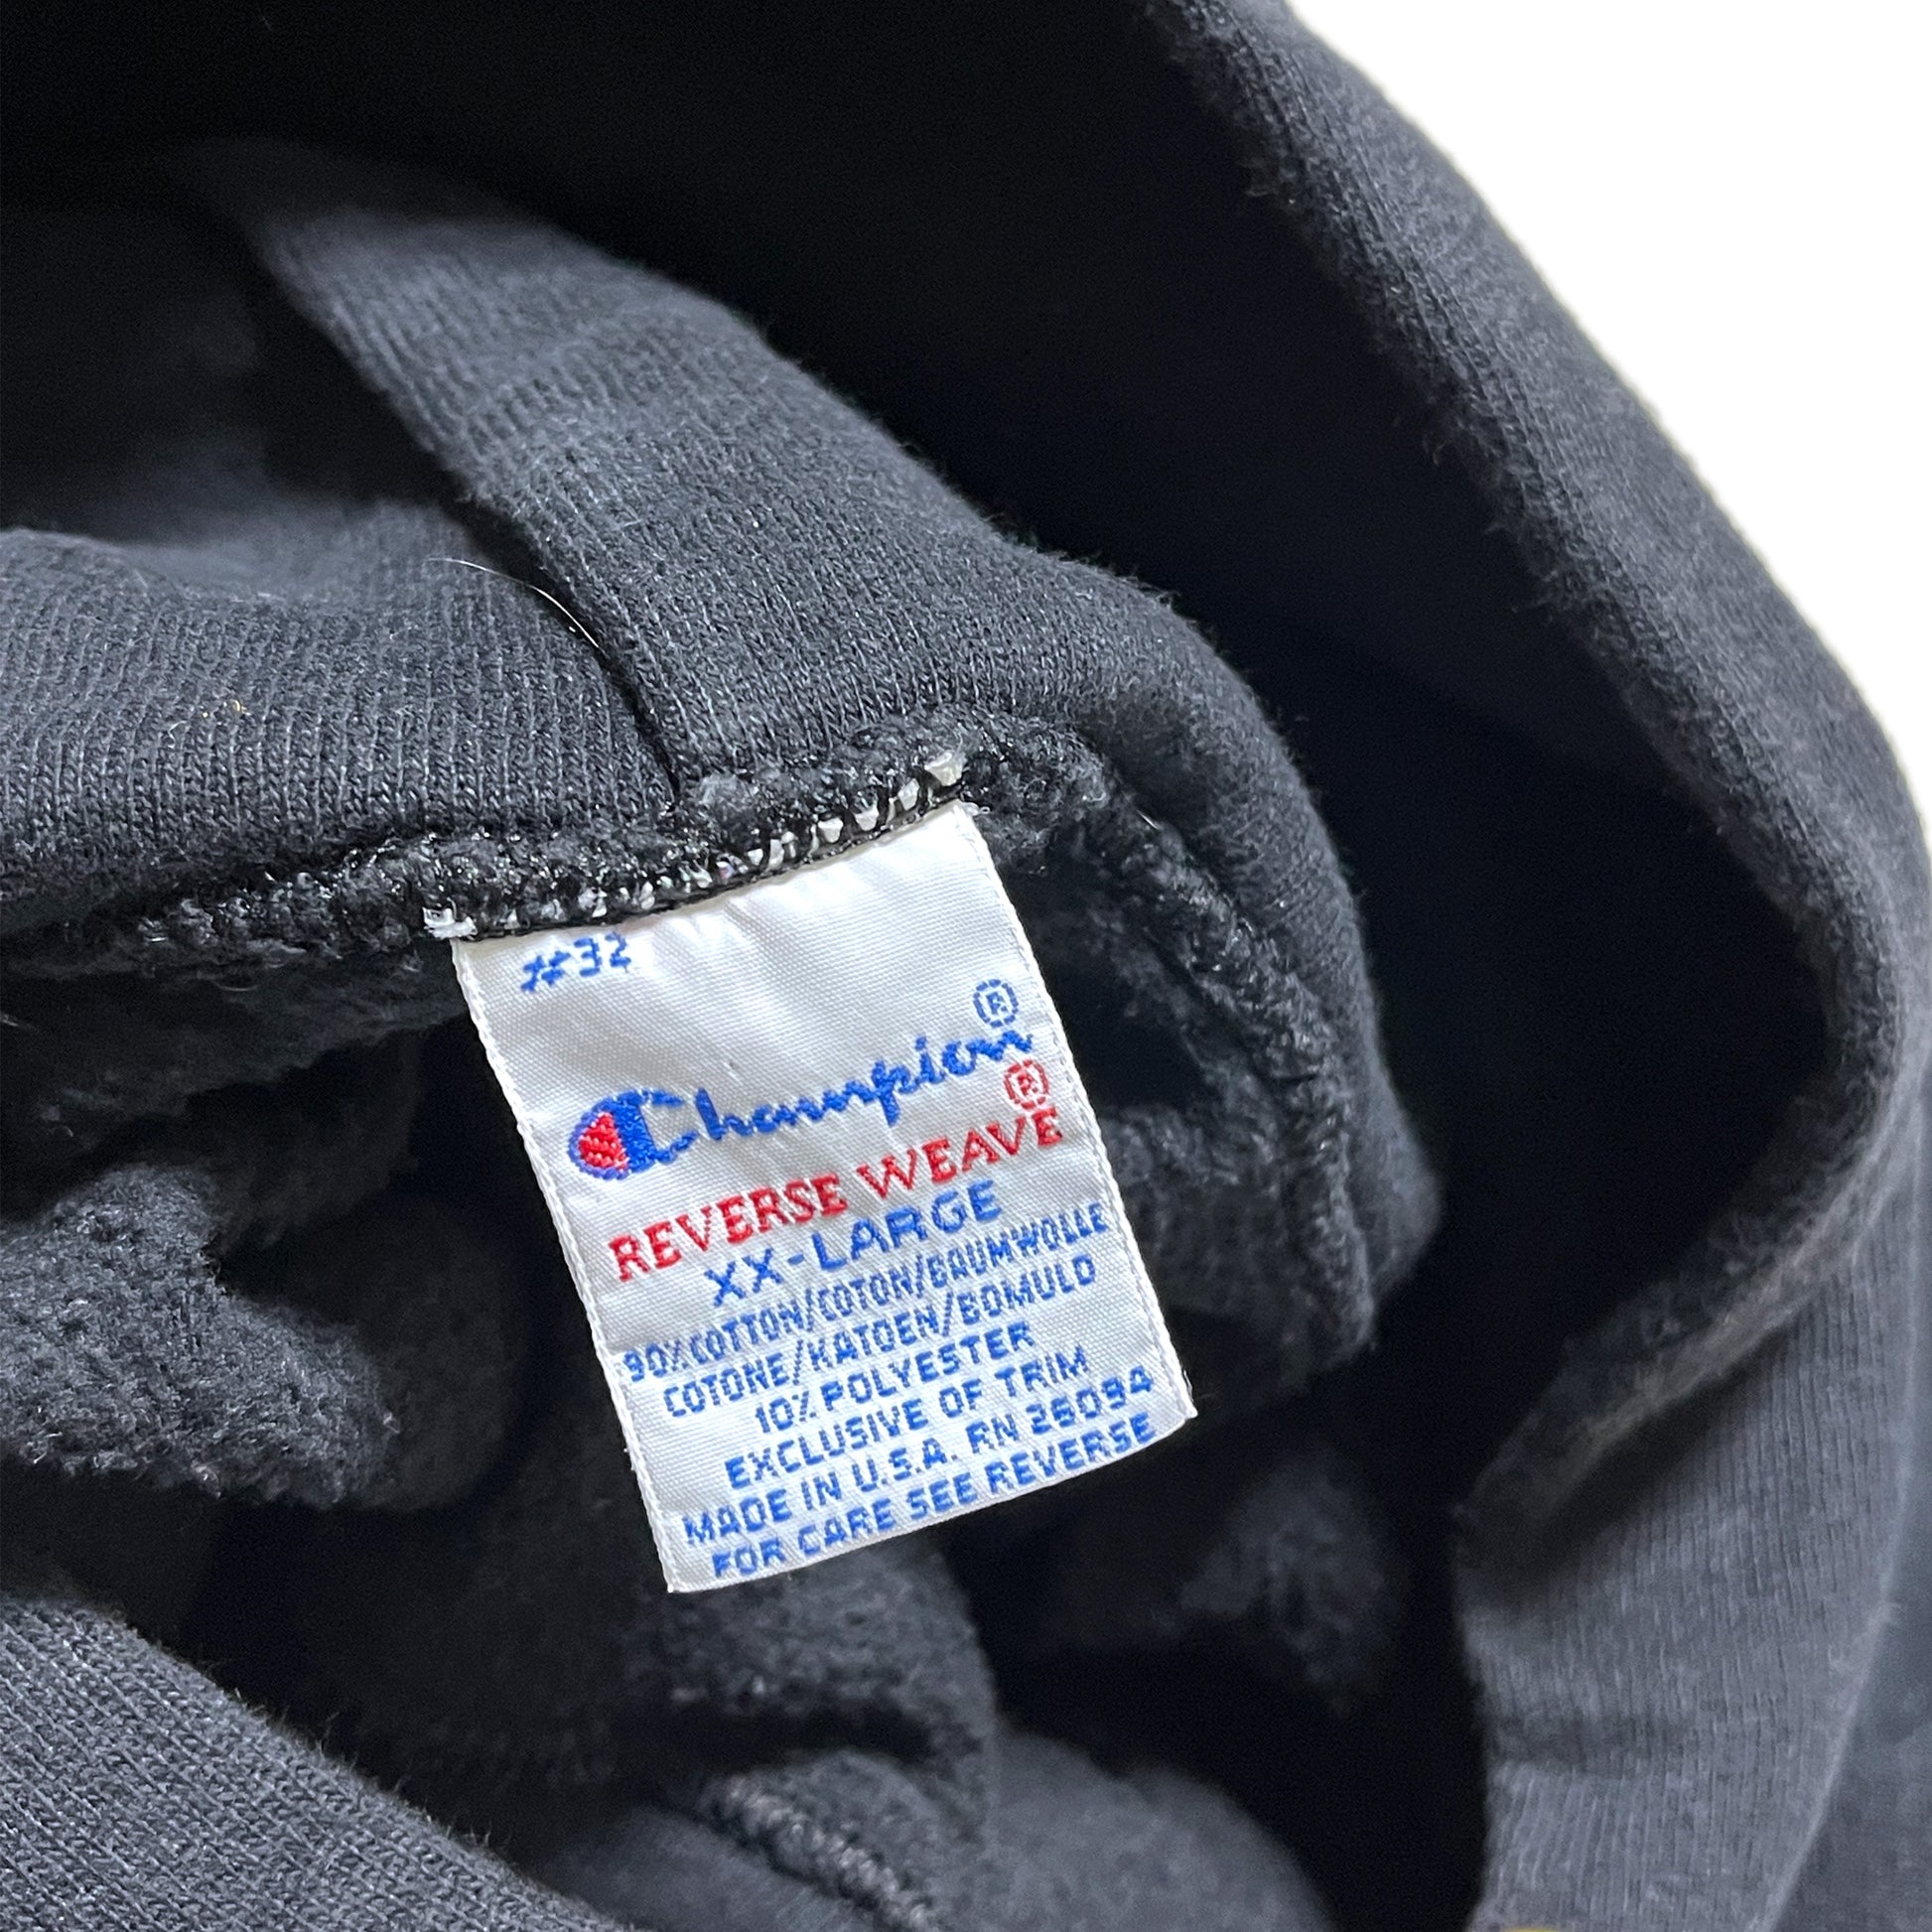 #32
Champion®
REVERSE WEAVE®
XX-LARGE
90%COTTON/COTON/BAUMWOLLE
COTONE/KATOEN/BOMULD
10% POLYESTER
EXCLUSIVE OF TRIM
MADE IN U.S.A. RN 26094
FOR CARE SEE REVERSE